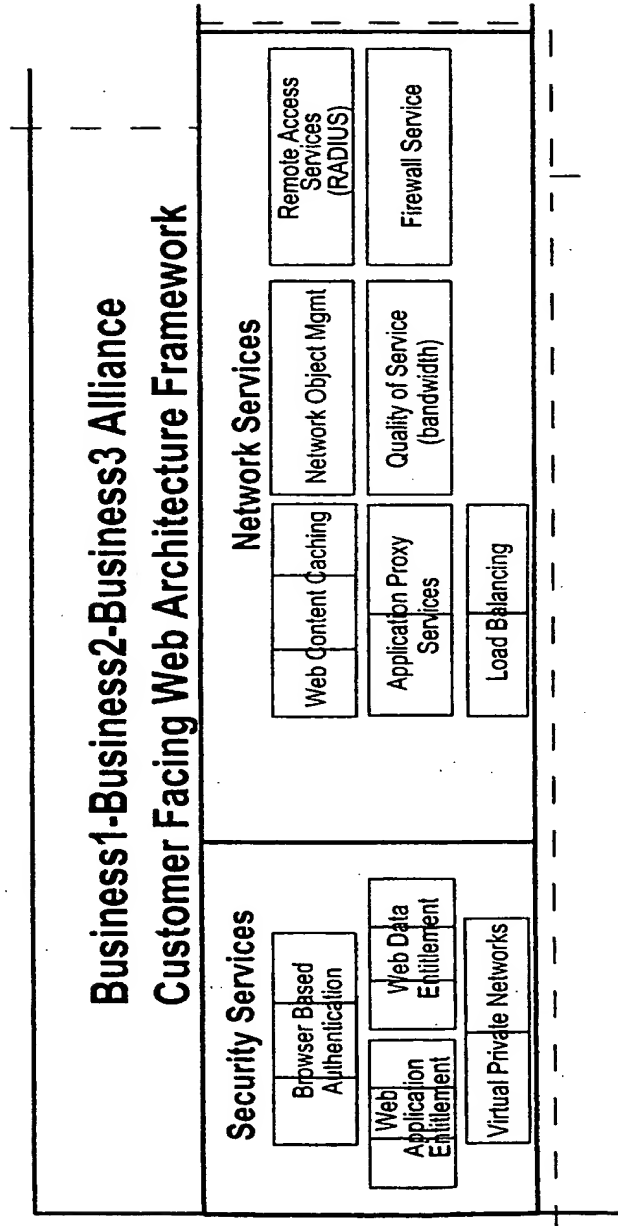 Business1-Business2-Business3 Alliance
Customer Facing Web Architecture Framework
Security Services
Browser Based
Authentication
Web
Application
Entitlement
Web Data
Entitlement
Virtual Private Networks
Network Services
Web Content Caching
Network Object Mgmt
Remote Access
Services
(RADIUS)
Application Proxy
Services
Quality of Service
(bandwidth)
Firewall Service
Load Balancing